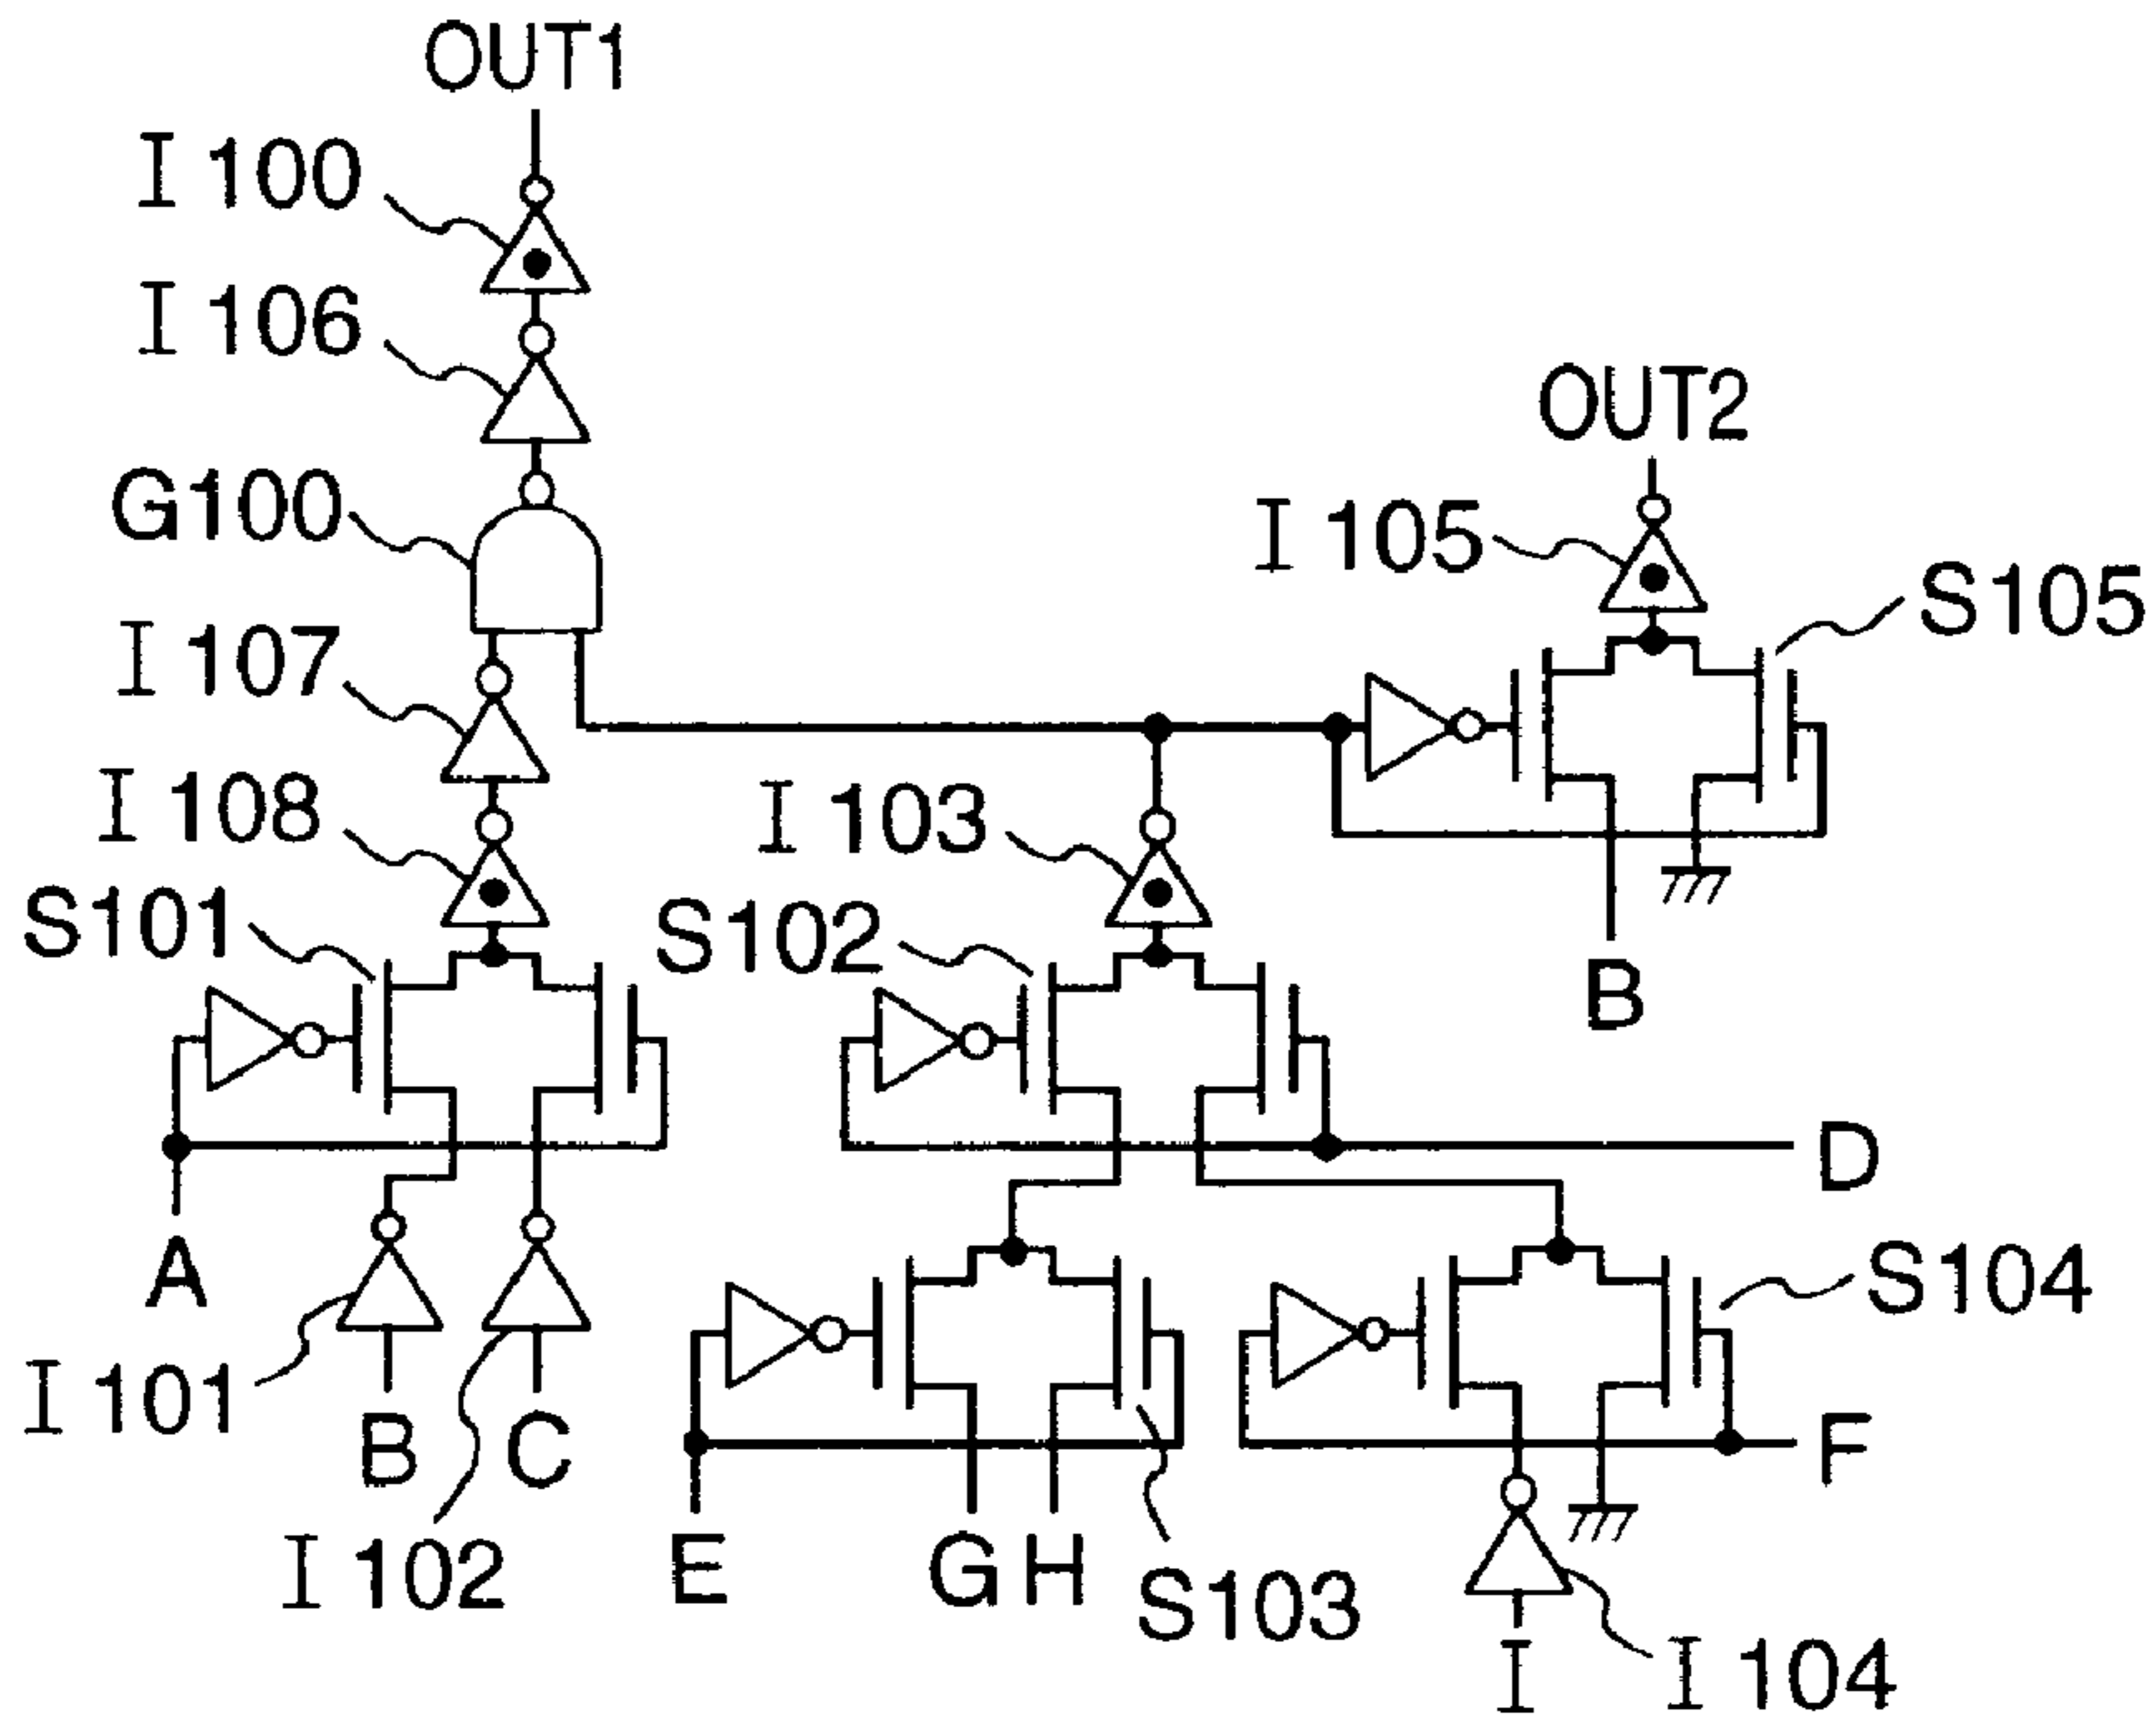 OUT1
I 100
I 106
OUT2
G100
I 105
S105
I 107
I 108
I 103
S101
S102
B
D
A
S104
I 101
B
C
F
I 102
E
G
H
S103
I
I 104